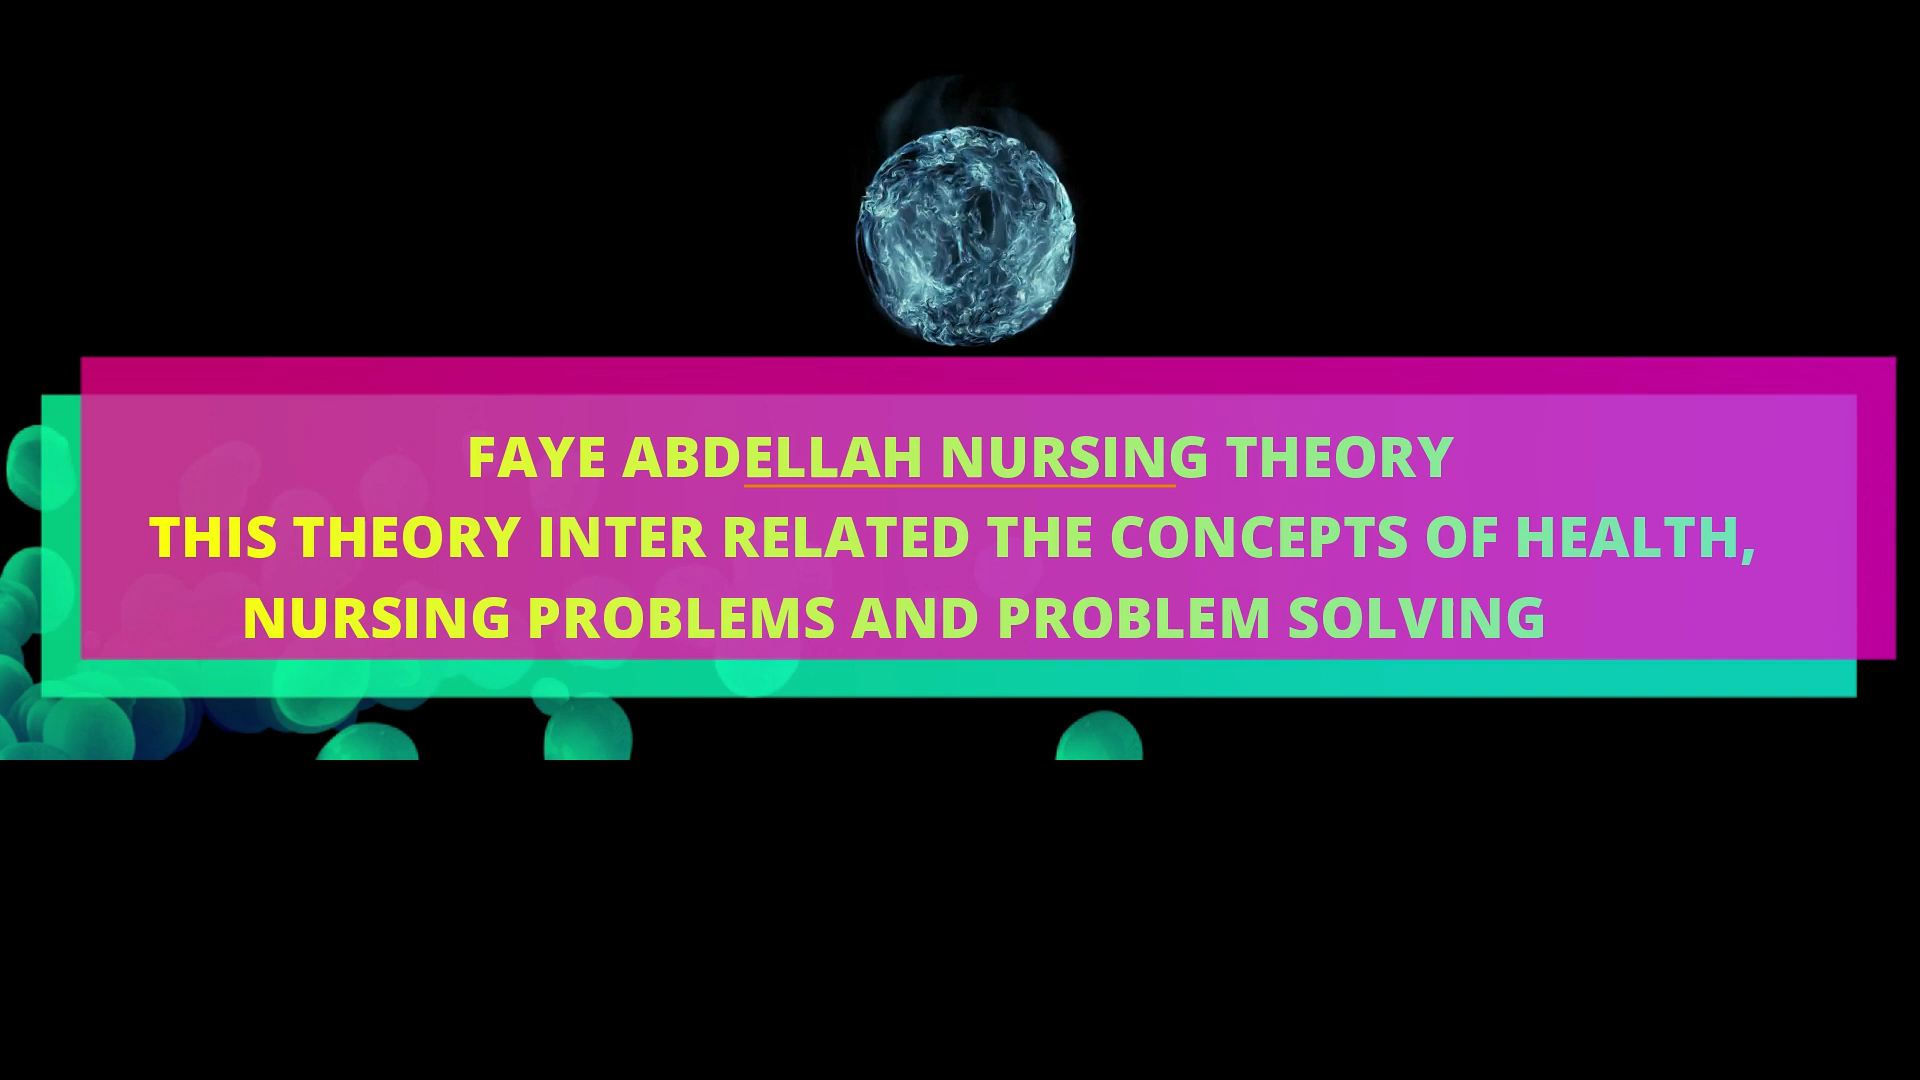 FAYE ABDELLAH NURSING THEORY
THIS THEORY INTER RELATED THE CONCEPTS OF HEALTH,
NURSING PROBLEMS AND PROBLEM SOLVING